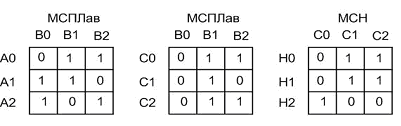 МСПЛав МСПЛав МСН
B0 B1 B2 B0 B1 B2 C0 C1 C2
A0 0 1 1 C0 0 1 1 H0 0 1 1
A1 1 1 0 C1 0 1 0 H1 0 1 1
A2 1 0 1 C2 0 1 1 H2 1 0 0